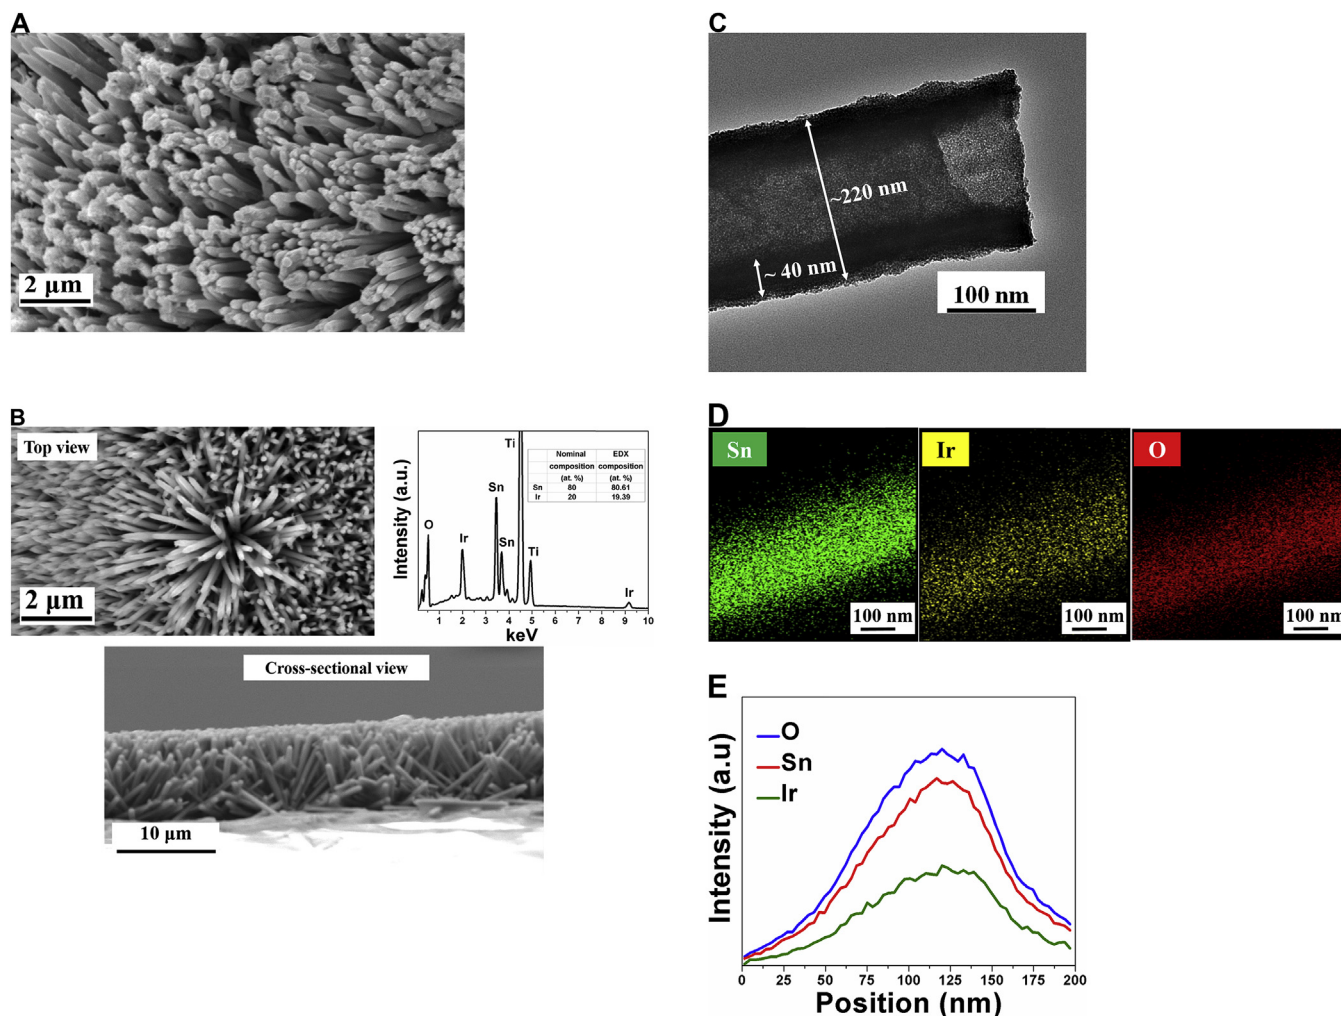 A
2 µm
B
Top view
2 µm
Intensity (a.u.)
O
Ir
Sn
Sn
Ti
Ti
Ir
Nominal composition (at. %)
EDX composition (at. %)
Sn 80 80.61
Ir 20 19.39
1 2 3 4 5 6 7 8 9 10
keV
Cross-sectional view
10 µm
C
~220 nm
~ 40 nm
100 nm
D
Sn
100 nm
Ir
100 nm
O
100 nm
E
Intensity (a.u)
O
Sn
Ir
0 25 50 75 100 125 150 175 200
Position (nm)